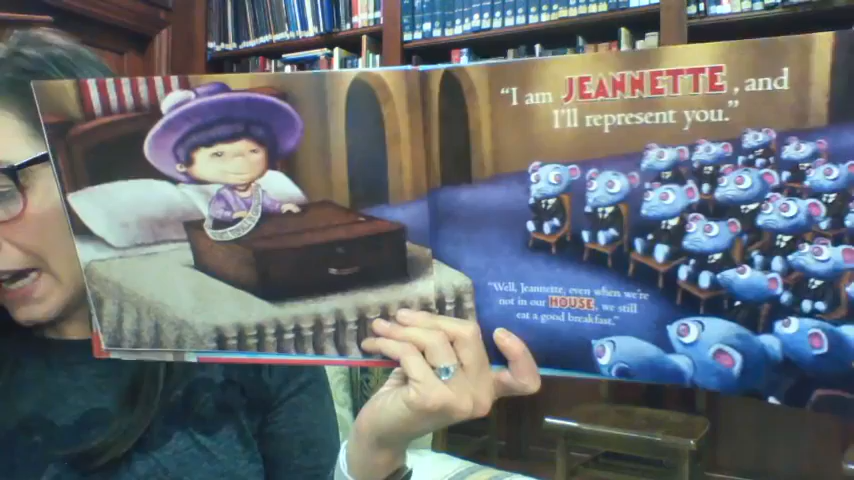 "I am JEANNETTE, and
I'll represent you."
"Well, Jeannette, even when we're
not in our HOUSE, we still
eat a good breakfast."